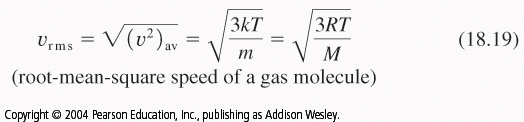 v_rms = √(v²)_av = √(3kT/m) = √(3RT/M) (18.19)
(root-mean-square speed of a gas molecule)
Copyright © 2004 Pearson Education, Inc., publishing as Addison Wesley.